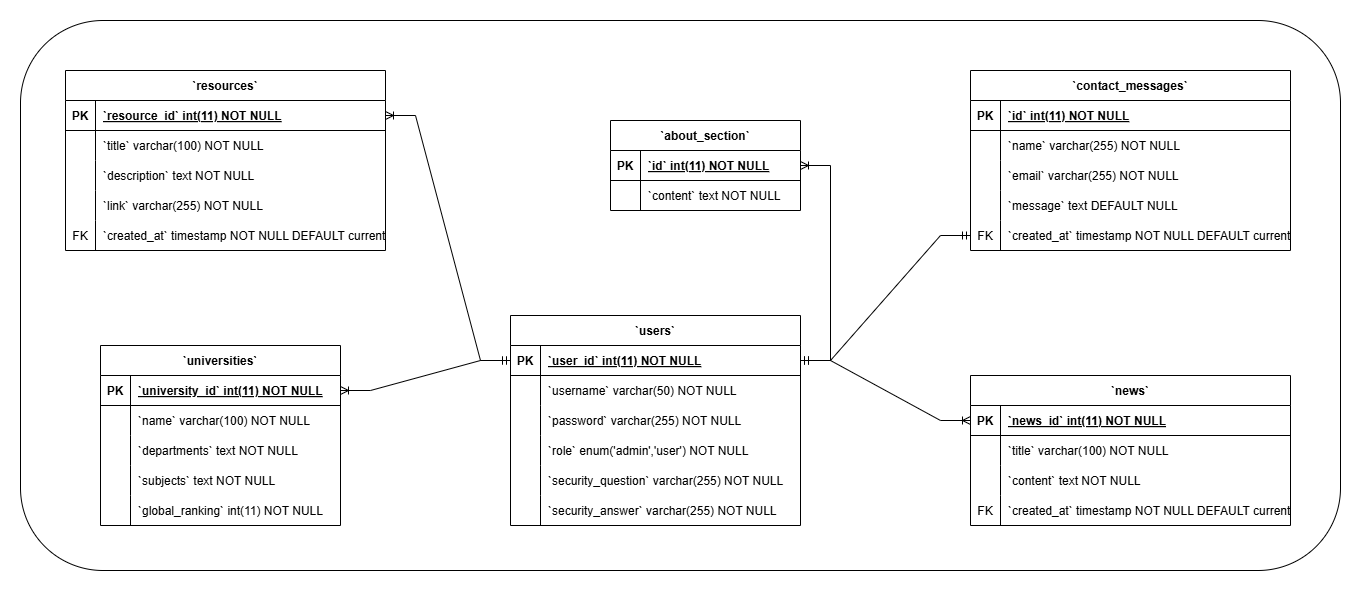 `resources`
PK `resource_id` int(11) NOT NULL
`title` varchar(100) NOT NULL
`description` text NOT NULL
`link` varchar(255) NOT NULL
FK `created_at` timestamp NOT NULL DEFAULT current
`about_section`
PK `id` int(11) NOT NULL
`content` text NOT NULL
`contact_messages`
PK `id` int(11) NOT NULL
`name` varchar(255) NOT NULL
`email` varchar(255) NOT NULL
`message` text DEFAULT NULL
FK `created_at` timestamp NOT NULL DEFAULT current
`universities`
PK `university_id` int(11) NOT NULL
`name` varchar(100) NOT NULL
`departments` text NOT NULL
`subjects` text NOT NULL
`global_ranking` int(11) NOT NULL
`users`
PK `user_id` int(11) NOT NULL
`username` varchar(50) NOT NULL
`password` varchar(255) NOT NULL
`role` enum('admin','user') NOT NULL
`security_question` varchar(255) NOT NULL
`security_answer` varchar(255) NOT NULL
`news`
PK `news_id` int(11) NOT NULL
`title` varchar(100) NOT NULL
`content` text NOT NULL
FK `created_at` timestamp NOT NULL DEFAULT current